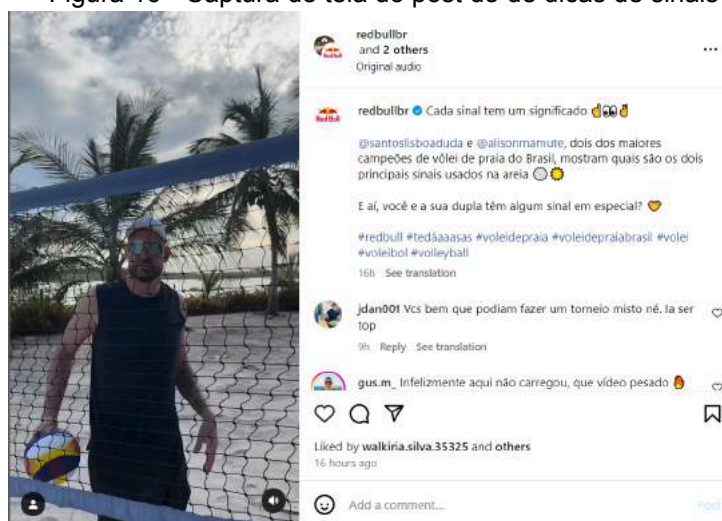 Figura 10 - Captura de tela do post do de dicas de sinais
redbullbr
and 2 others
Original audio
redbullbr Cada sinal tem um significado
@santoslisboaduda e @alisonmamute, dois dos maiores
campeões de vôlei de praia do Brasil, mostram quais são os dois
principais sinais usados na areia
E aí, você e a sua dupla têm algum sinal em especial?
#redbull #tedáaaasas #voleidepraia #voleidepraiabrasil #volei
#voleibol #volleyball
16h See translation
jdan001 Vcs bem que podiam fazer um torneio misto né. Ia ser
top
9h Reply See translation
gus.m_ Infelizmente aqui não carregou, que vídeo pesado
Liked by walkiria.silva.35325 and others
16 hours ago
Add a comment...
Post